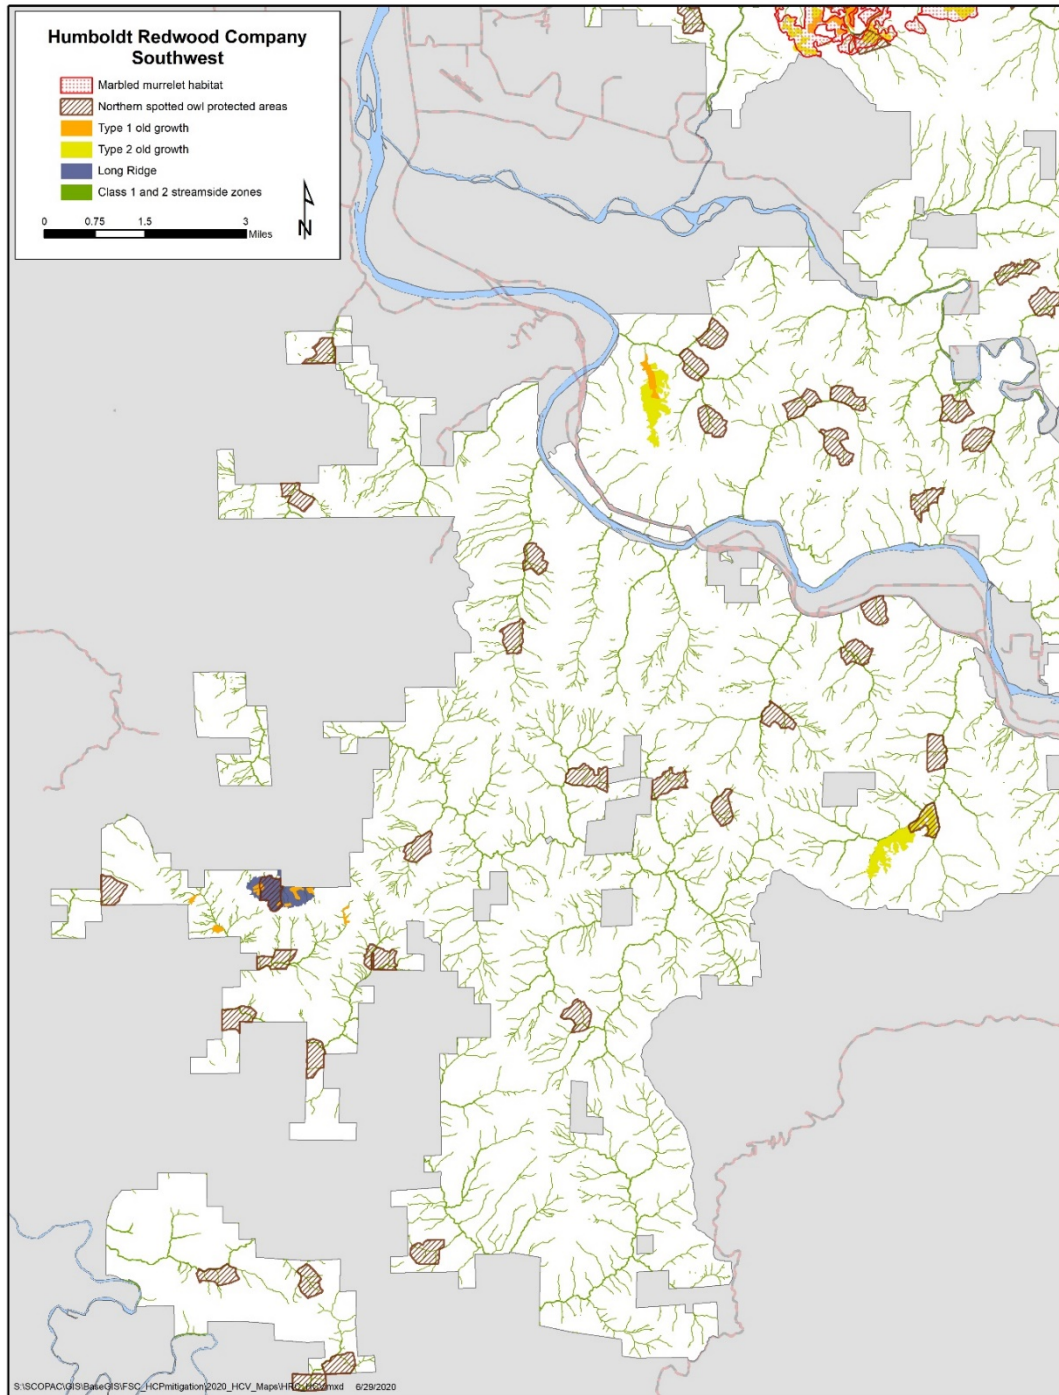 Humboldt Redwood Company
Southwest
Marbled murrelet habitat
Northern spotted owl protected areas
Type 1 old growth
Type 2 old growth
Long Ridge
Class 1 and 2 streamside zones
0 0.75 1.5 3
Miles
N
6/29/2020